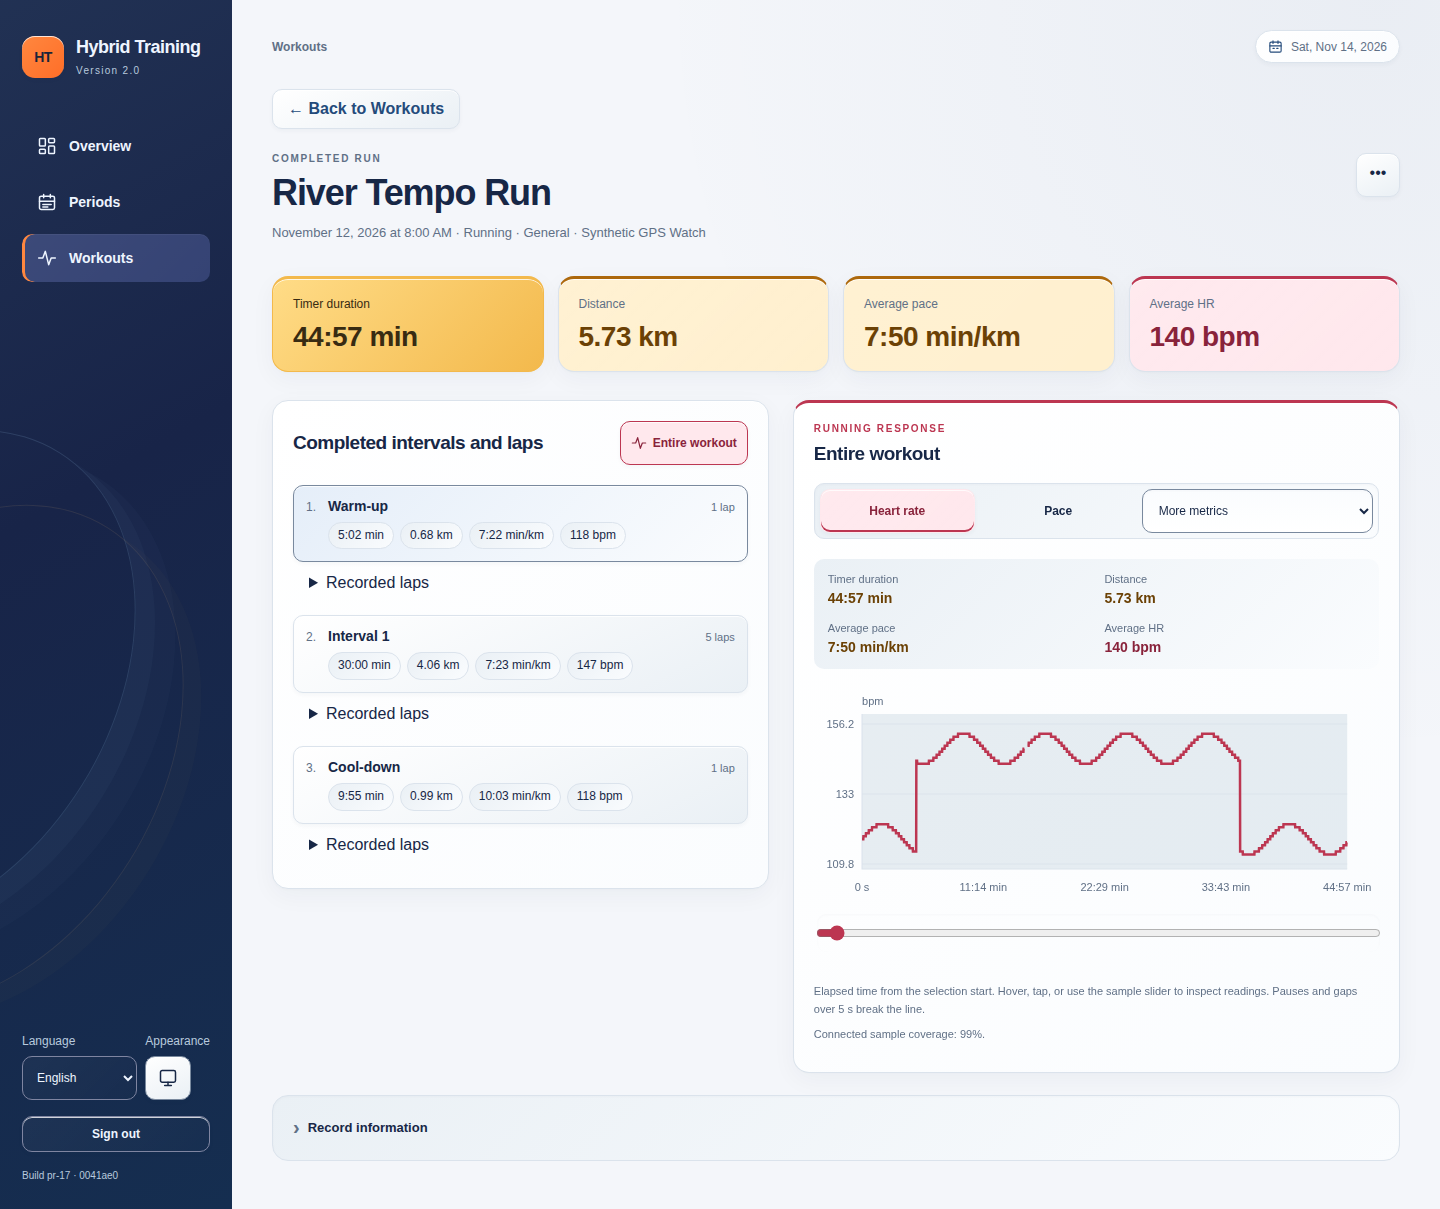 HT
Hybrid Training
Version 2.0
Overview
Periods
Workouts
Language
Appearance
English
Sign out
Build pr-17 · 0041ae0
Workouts
Sat, Nov 14, 2026
← Back to Workouts
COMPLETED RUN
River Tempo Run
•••
November 12, 2026 at 8:00 AM · Running · General · Synthetic GPS Watch
Timer duration
44:57 min
Distance
5.73 km
Average pace
7:50 min/km
Average HR
140 bpm
Completed intervals and laps
Entire workout
1. Warm-up 1 lap
5:02 min 0.68 km 7:22 min/km 118 bpm
Recorded laps
2. Interval 1 5 laps
30:00 min 4.06 km 7:23 min/km 147 bpm
Recorded laps
3. Cool-down 1 lap
9:55 min 0.99 km 10:03 min/km 118 bpm
Recorded laps
RUNNING RESPONSE
Entire workout
Heart rate Pace More metrics
Timer duration
44:57 min
Distance
5.73 km
Average pace
7:50 min/km
Average HR
140 bpm
bpm
156.2
133
109.8
0 s 11:14 min 22:29 min 33:43 min 44:57 min
Elapsed time from the selection start. Hover, tap, or use the sample slider to inspect readings. Pauses and gaps
over 5 s break the line.
Connected sample coverage: 99%.
› Record information